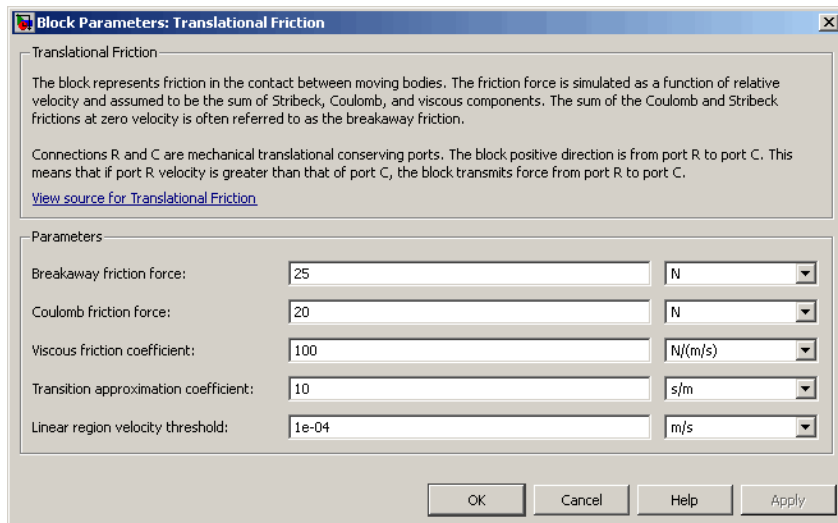 Block Parameters: Translational Friction
Translational Friction
The block represents friction in the contact between moving bodies. The friction force is simulated as a function of relative
velocity and assumed to be the sum of Stribeck, Coulomb, and viscous components. The sum of the Coulomb and Stribeck
frictions at zero velocity is often referred to as the breakaway friction.
Connections R and C are mechanical translational conserving ports. The block positive direction is from port R to port C. This
means that if port R velocity is greater than that of port C, the block transmits force from port R to port C.
View source for Translational Friction
Parameters
Breakaway friction force: 25 N
Coulomb friction force: 20 N
Viscous friction coefficient: 100 N/(m/s)
Transition approximation coefficient: 10 s/m
Linear region velocity threshold: 1e-04 m/s
OK Cancel Help Apply